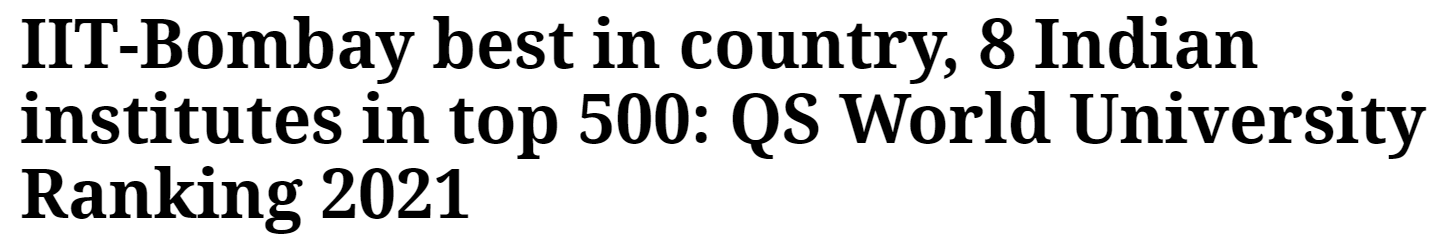 IIT-Bombay best in country, 8 Indian
institutes in top 500: QS World University
Ranking 2021